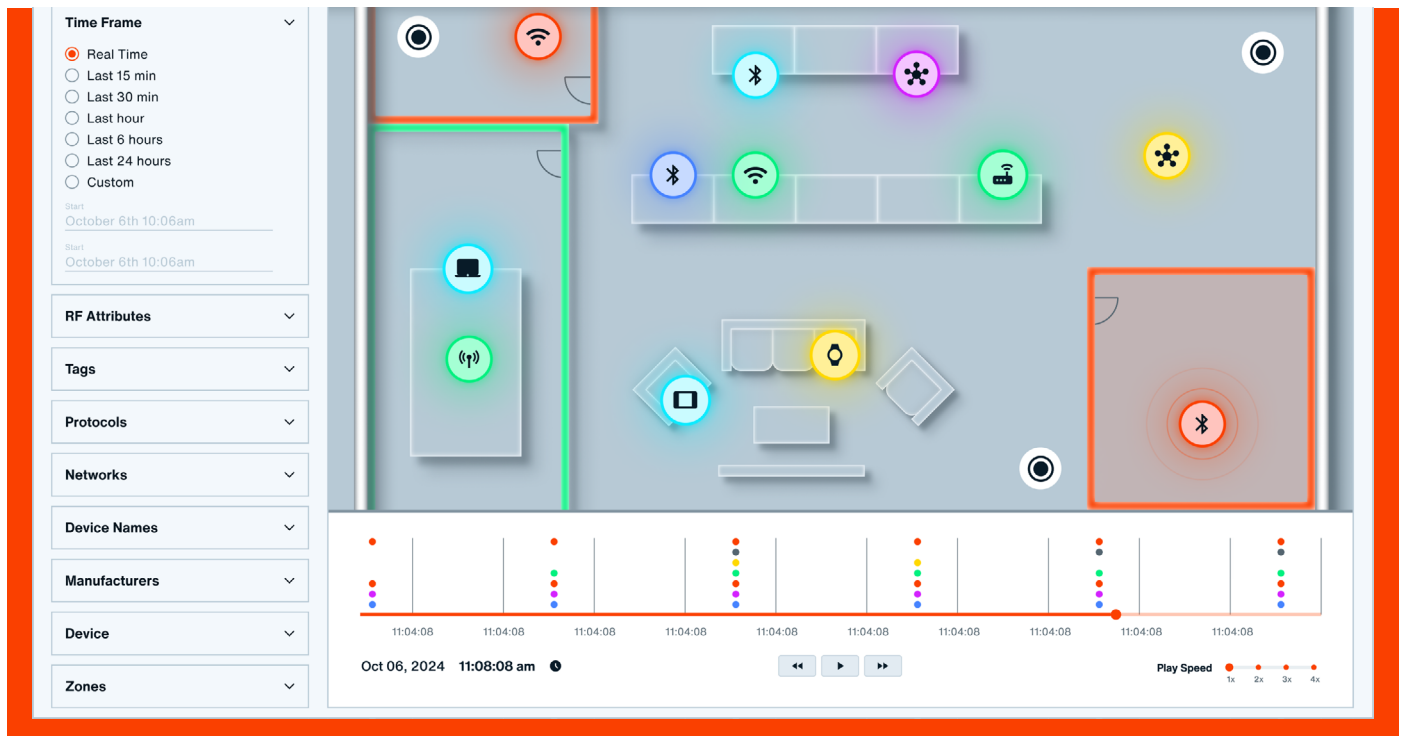 Time Frame
Real Time
Last 15 min
Last 30 min
Last hour
Last 6 hours
Last 24 hours
Custom
Start
October 6th 10:06am
Start
October 6th 10:06am
RF Attributes
Tags
Protocols
Networks
Device Names
Manufacturers
Device
Zones
11:04:08 11:04:08 11:04:08 11:04:08 11:04:08 11:04:08 11:04:08 11:04:08 11:04:08 11:04:08
Oct 06, 2024 11:08:08 am
Play Speed
1x 2x 3x 4x